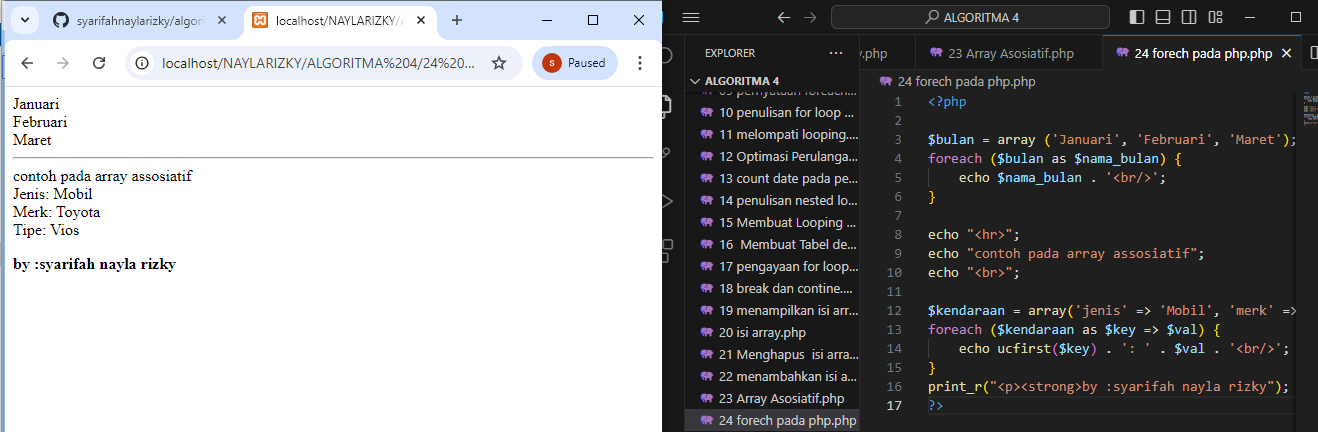 syarifahnaylarizky/algori
localhost/NAYLARIZKY/A
localhost/NAYLARIZKY/ALGORITMA%204/24%20...
S
Paused
Januari
Februari
Maret
contoh pada array assosiatif
Jenis: Mobil
Merk: Toyota
Tipe: Vios
by :syarifah nayla rizky
ALGORITMA 4
EXPLORER
ALGORITMA 4
10 penulisan for loop ...
11 melompati looping....
12 Optimasi Perulanga...
13 count date pada pe...
14 penulisan nested lo...
15 Membuat Looping ...
16  Membuat Tabel de...
17 pengayaan for loop...
18 break dan contine....
19 menampilkan isi arr...
20 isi array.php
21 Menghapus  isi arra...
22 menambahkan isi a...
23 Array Asosiatif.php
24 forech pada php.php
.php
23 Array Asosiatif.php
24 forech pada php.php
24 forech pada php.php
1 <?php
2
3 $bulan = array ('Januari', 'Februari', 'Maret');
4 foreach ($bulan as $nama_bulan) {
5     echo $nama_bulan . '<br/>';
6 }
7
8 echo "<hr>";
9 echo "contoh pada array assosiatif";
10 echo "<br>";
11
12 $kendaraan = array('jenis' => 'Mobil', 'merk' =>
13 foreach ($kendaraan as $key => $val) {
14     echo ucfirst($key) . ': ' . $val . '<br/>';
15 }
16 print_r("<p><strong>by :syarifah nayla rizky");
17 ?>